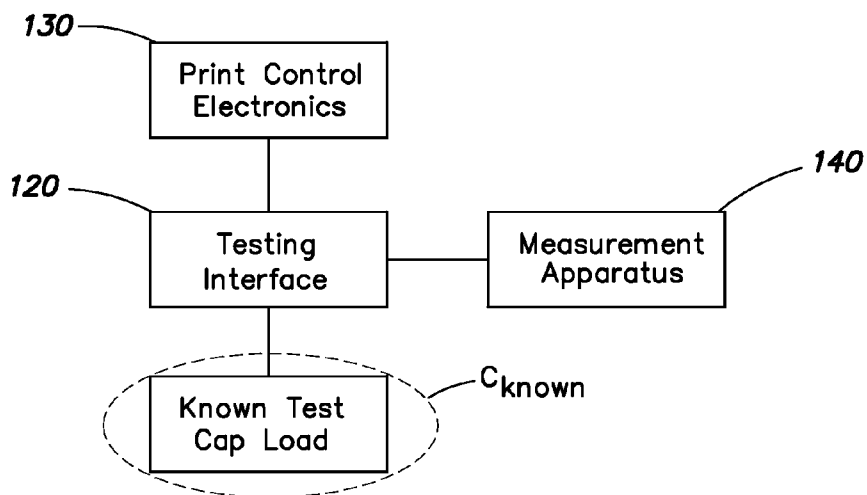 130
Print Control
Electronics
120
140
Testing
Interface
Measurement
Apparatus
Cknown
Known Test
Cap Load